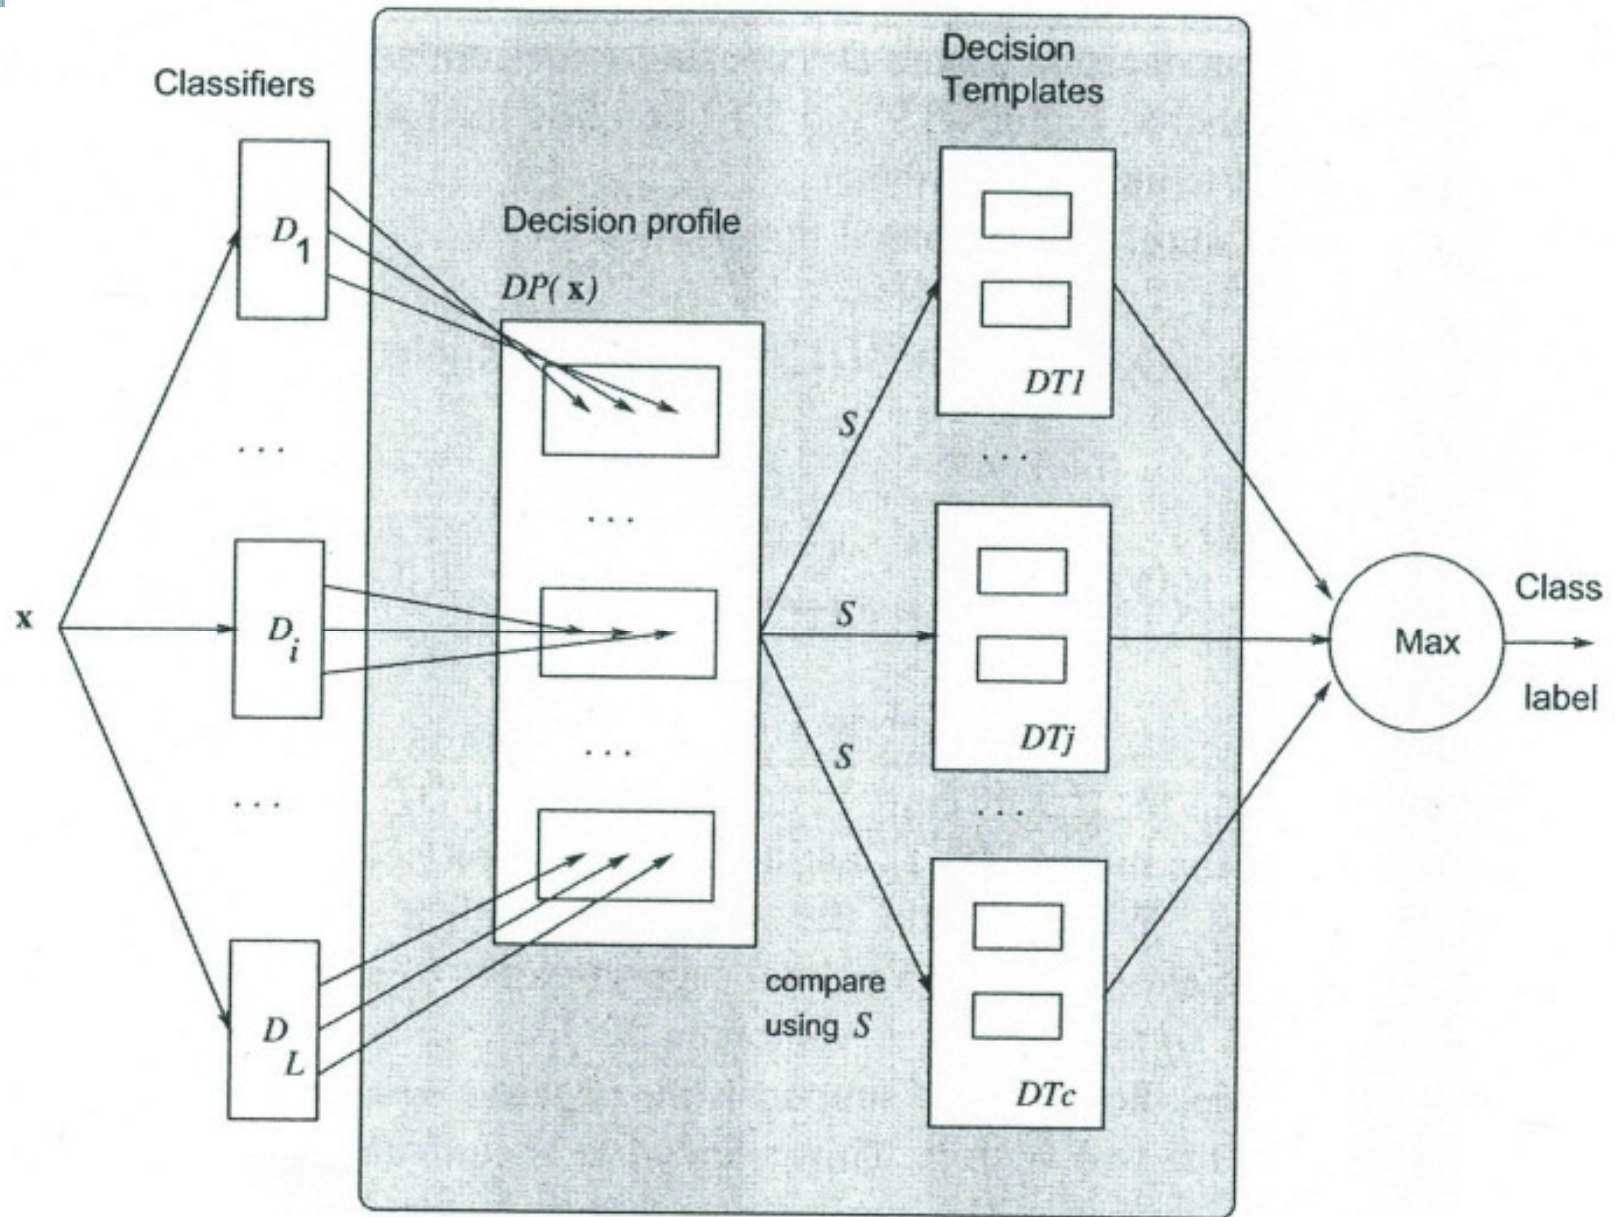 Classifiers
Decision
Templates
D1
Decision profile
DP( x )
DT1
S
. . .
. . .
. . .
x
Di
S
Max
Class
label
DTj
S
. . .
. . .
. . .
compare
using S
DL
DTc